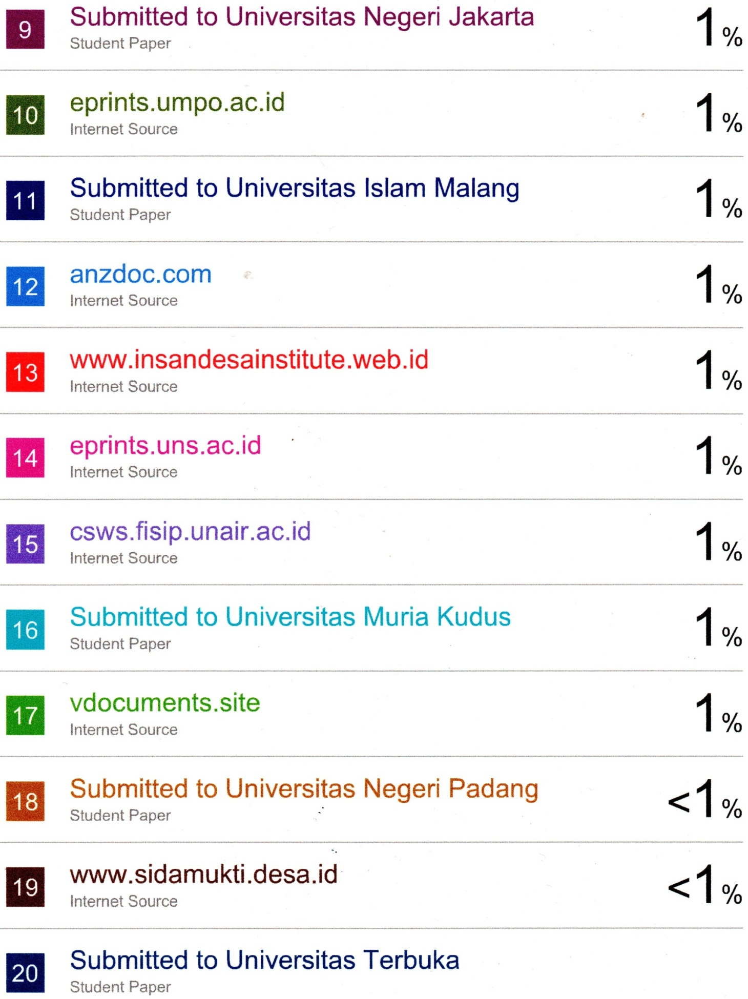 9 Submitted to Universitas Negeri Jakarta 1%
Student Paper
10 eprints.umpo.ac.id 1%
Internet Source
11 Submitted to Universitas Islam Malang 1%
Student Paper
12 anzdoc.com 1%
Internet Source
13 www.insandesainstitute.web.id 1%
Internet Source
14 eprints.uns.ac.id 1%
Internet Source
15 csws.fisip.unair.ac.id 1%
Internet Source
16 Submitted to Universitas Muria Kudus 1%
Student Paper
17 vdocuments.site 1%
Internet Source
18 Submitted to Universitas Negeri Padang <1%
Student Paper
19 www.sidamukti.desa.id <1%
Internet Source
20 Submitted to Universitas Terbuka
Student Paper